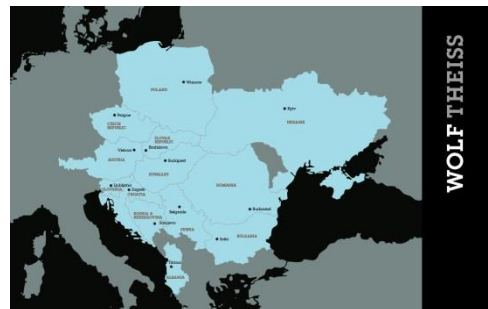 Warsaw
POLAND
Prague
CZECH
REPUBLIC
Kyiv
UKRAINE
SLOVAK
REPUBLIC
Bratislava
Vienna
AUSTRIA
Budapest
HUNGARY
Ljubljana
SLOVENIA
Zagreb
CROATIA
ROMANIA
Bucharest
BOSNIA &
HERZEGOVINA
Belgrade
Sarajevo
SERBIA
Sofia
BULGARIA
Tirana
ALBANIA
WOLF THEISS